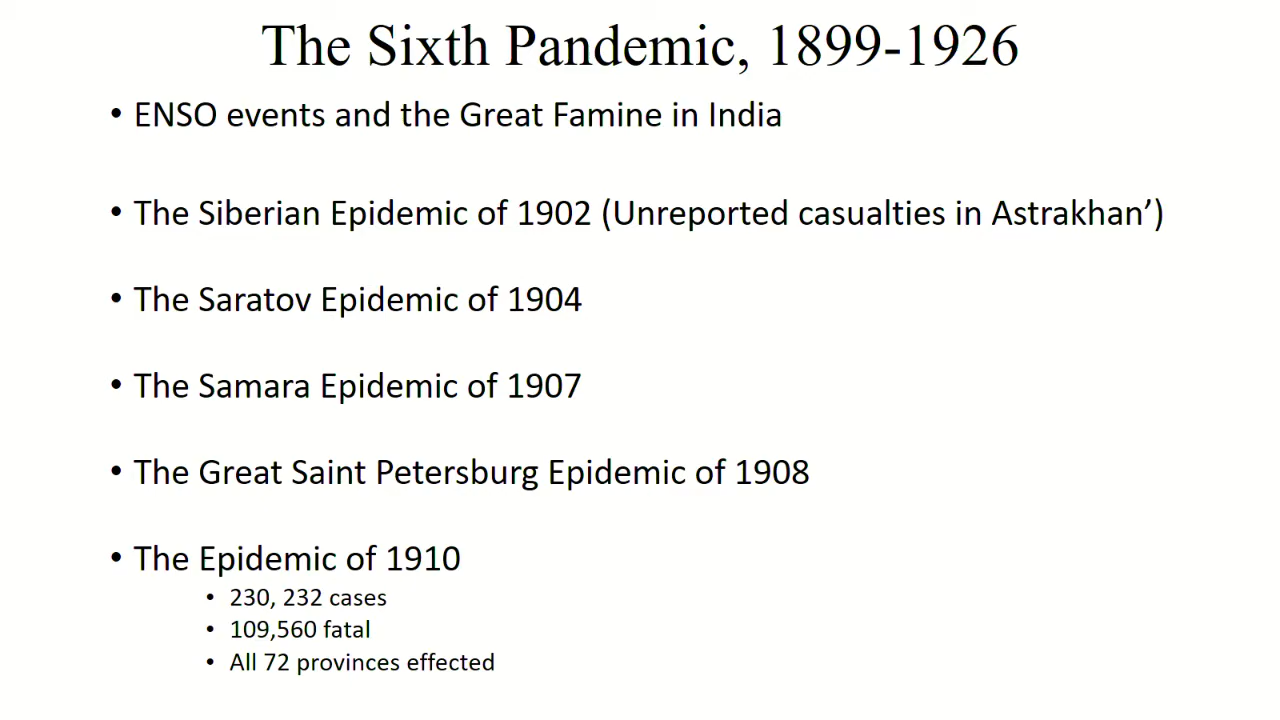 The Sixth Pandemic, 1899-1926
• ENSO events and the Great Famine in India
• The Siberian Epidemic of 1902 (Unreported casualties in Astrakhan’)
• The Saratov Epidemic of 1904
• The Samara Epidemic of 1907
• The Great Saint Petersburg Epidemic of 1908
• The Epidemic of 1910
• 230, 232 cases
• 109,560 fatal
• All 72 provinces effected